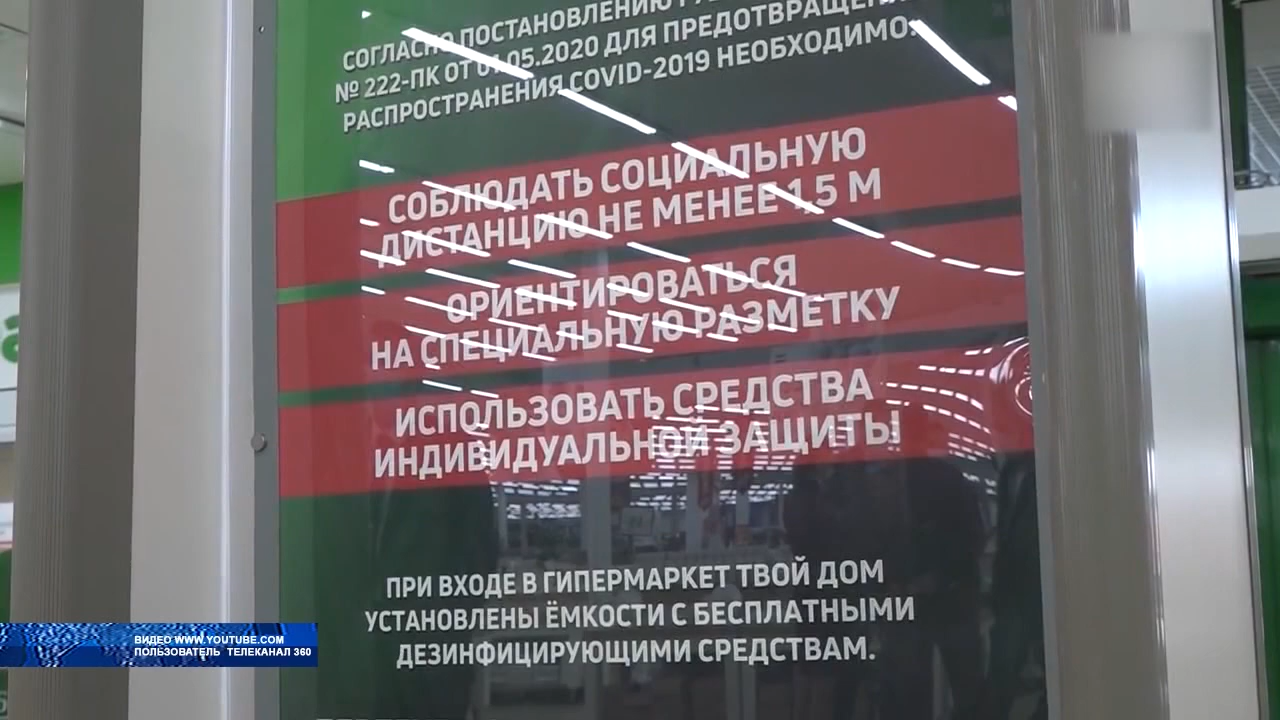 СОГЛАСНО ПОСТАНОВЛЕНИЮ
№ 222-ПК ОТ 01.05.2020 ДЛЯ
РАСПРОСТРАНЕНИЯ COVID-2019 НЕОБХОДИМО:
СОБЛЮДАТЬ СОЦИАЛЬНУЮ
ДИСТАНЦИЮ НЕ МЕНЕЕ 1,5 М
ОРИЕНТИРОВАТЬСЯ
НА СПЕЦИАЛЬНУЮ РАЗМЕТКУ
ИСПОЛЬЗОВАТЬ СРЕДСТВА
ИНДИВИДУАЛЬНОЙ ЗАЩИТЫ
ПРИ ВХОДЕ В ГИПЕРМАРКЕТ ТВОЙ ДОМ
УСТАНОВЛЕНЫ ЁМКОСТИ С БЕСПЛАТНЫМИ
ДЕЗИНФИЦИРУЮЩИМИ СРЕДСТВАМ.
ВИДЕО WWW.YOUTUBE.COM
ПОЛЬЗОВАТЕЛЬ ТЕЛЕКАНАЛ 360